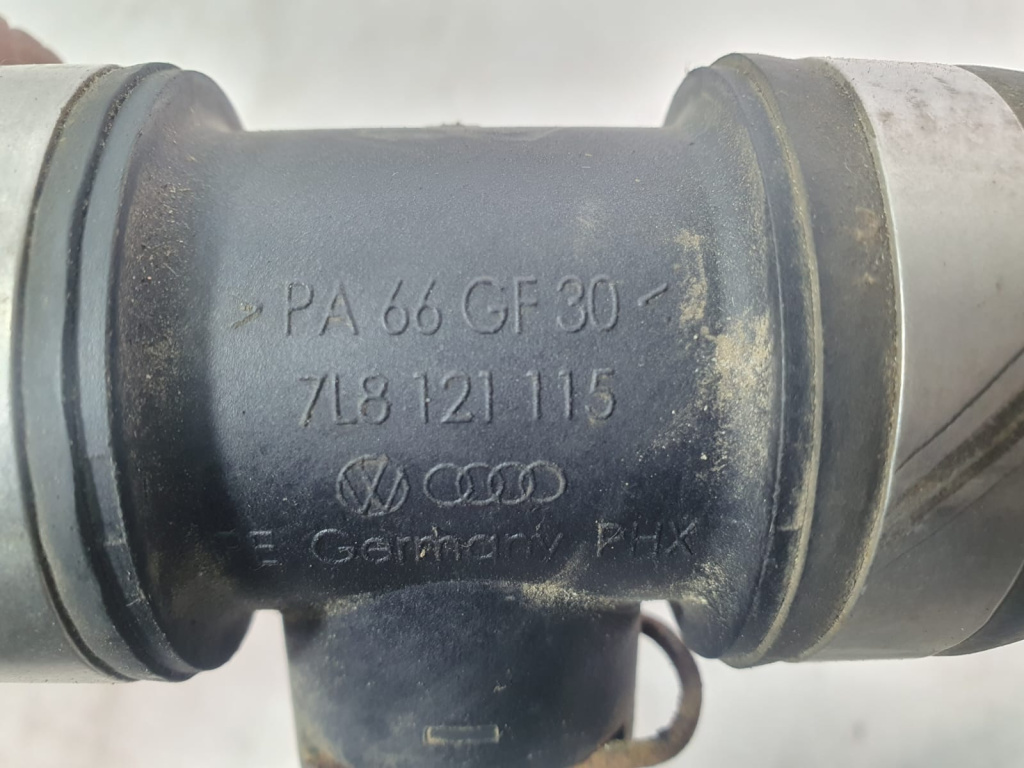 >PA 66 GF 30<
7L8 121 115
Germany PHX